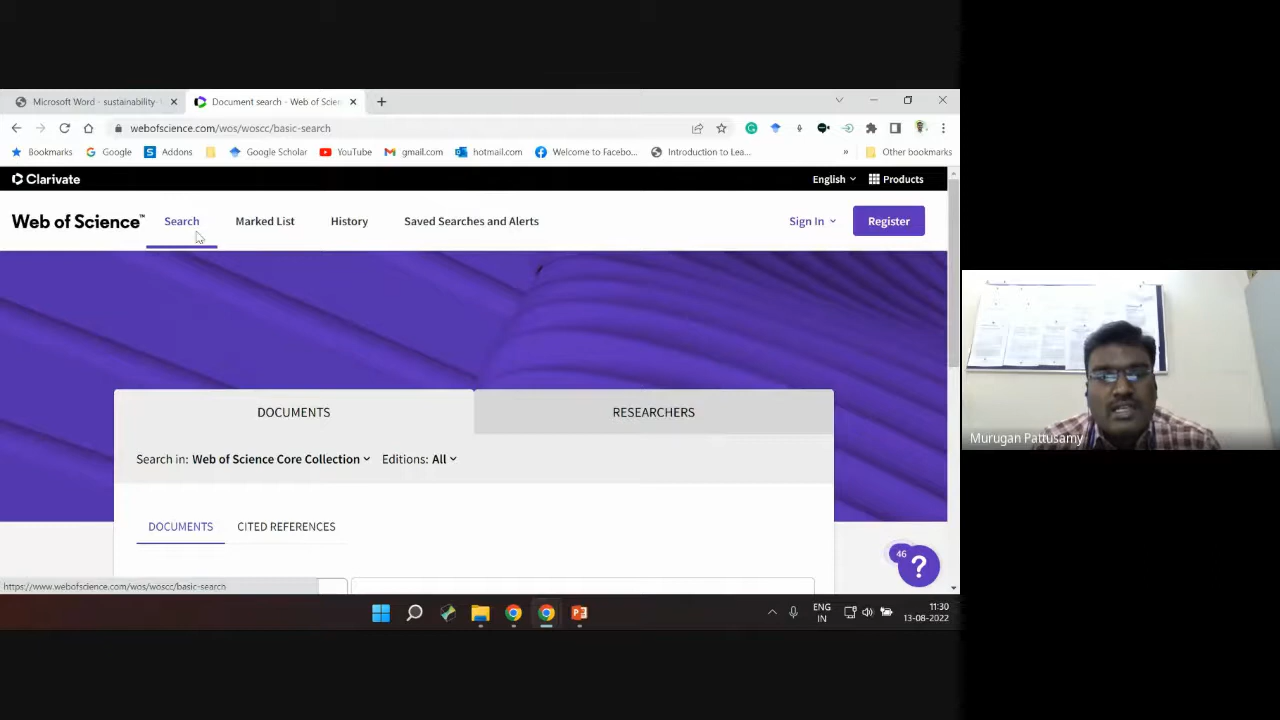 Microsoft Word - sustainability-
Document search - Web of Scien
webofscience.com/wos/woscc/basic-search
Bookmarks Google Addons Google Scholar YouTube gmail.com hotmail.com Welcome to Facebo... Introduction to Lea... » Other bookmarks
Clarivate English Products
Web of Science™ Search Marked List History Saved Searches and Alerts Sign In Register
DOCUMENTS RESEARCHERS
Search in: Web of Science Core Collection Editions: All
DOCUMENTS CITED REFERENCES
46
?
https://www.webofscience.com/wos/woscc/basic-search
ENG
IN
11:30
13-08-2022
Murugan Pattusamy